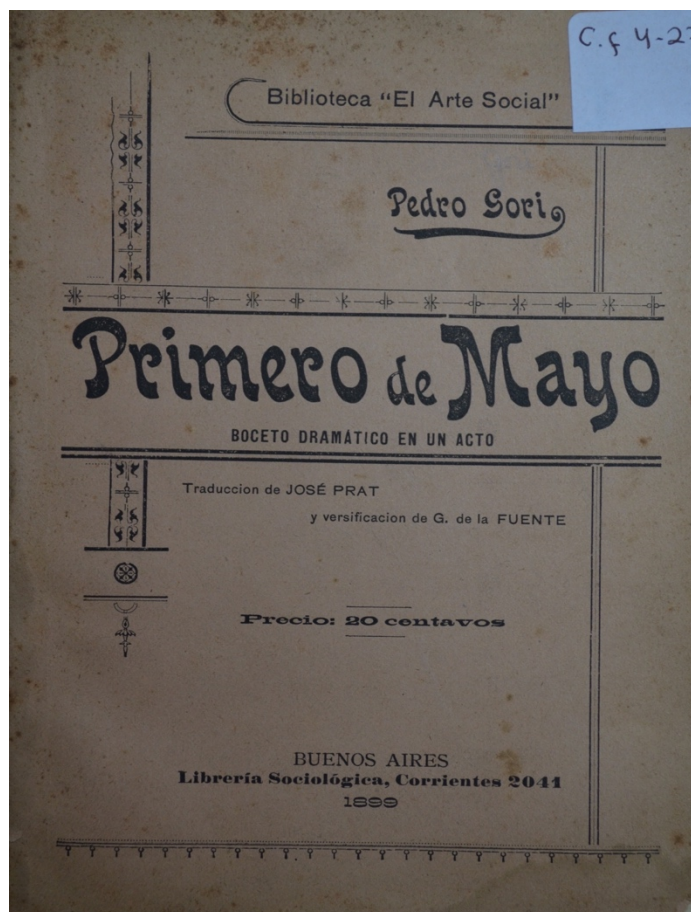 C.f 4-2
Biblioteca “El Arte Social”
Pedro Gori
Primero de Mayo
BOCETO DRAMÁTICO EN UN ACTO
Traduccion de JOSÉ PRAT
y versificacion de G. de la FUENTE
Precio: 20 centavos
BUENOS AIRES
Librería Sociológica, Corrientes 2041
1899